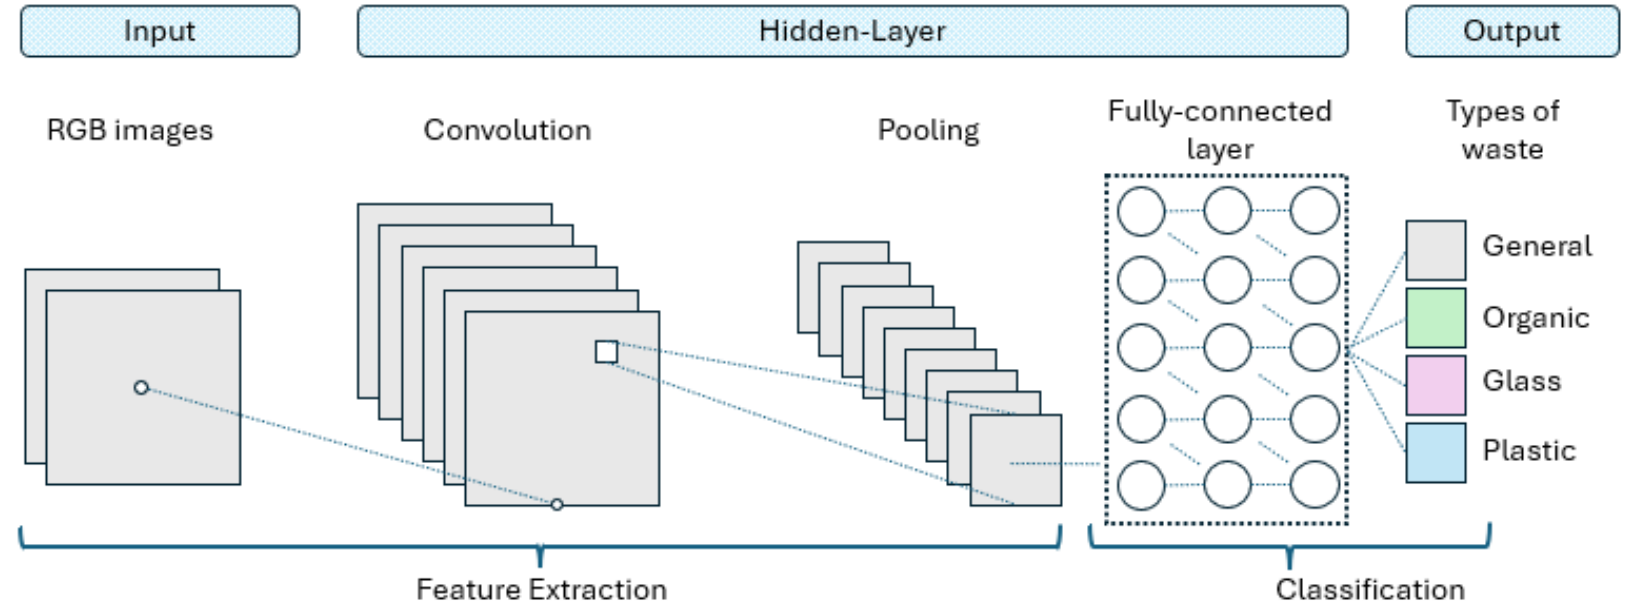 Input
Hidden-Layer
Output
RGB images
Convolution
Pooling
Fully-connected
layer
Types of
waste
General
Organic
Glass
Plastic
Feature Extraction
Classification